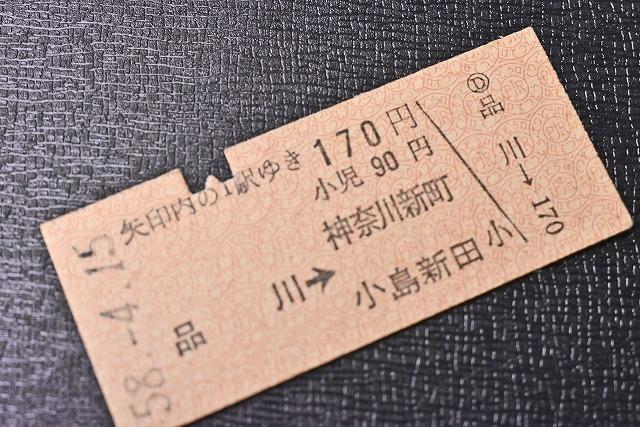 58.-4.15
矢印内の1駅ゆき 170円
小児 90円
品 川 → 神奈川新町
小島新田
Ⓓ
品 川 → 170
小